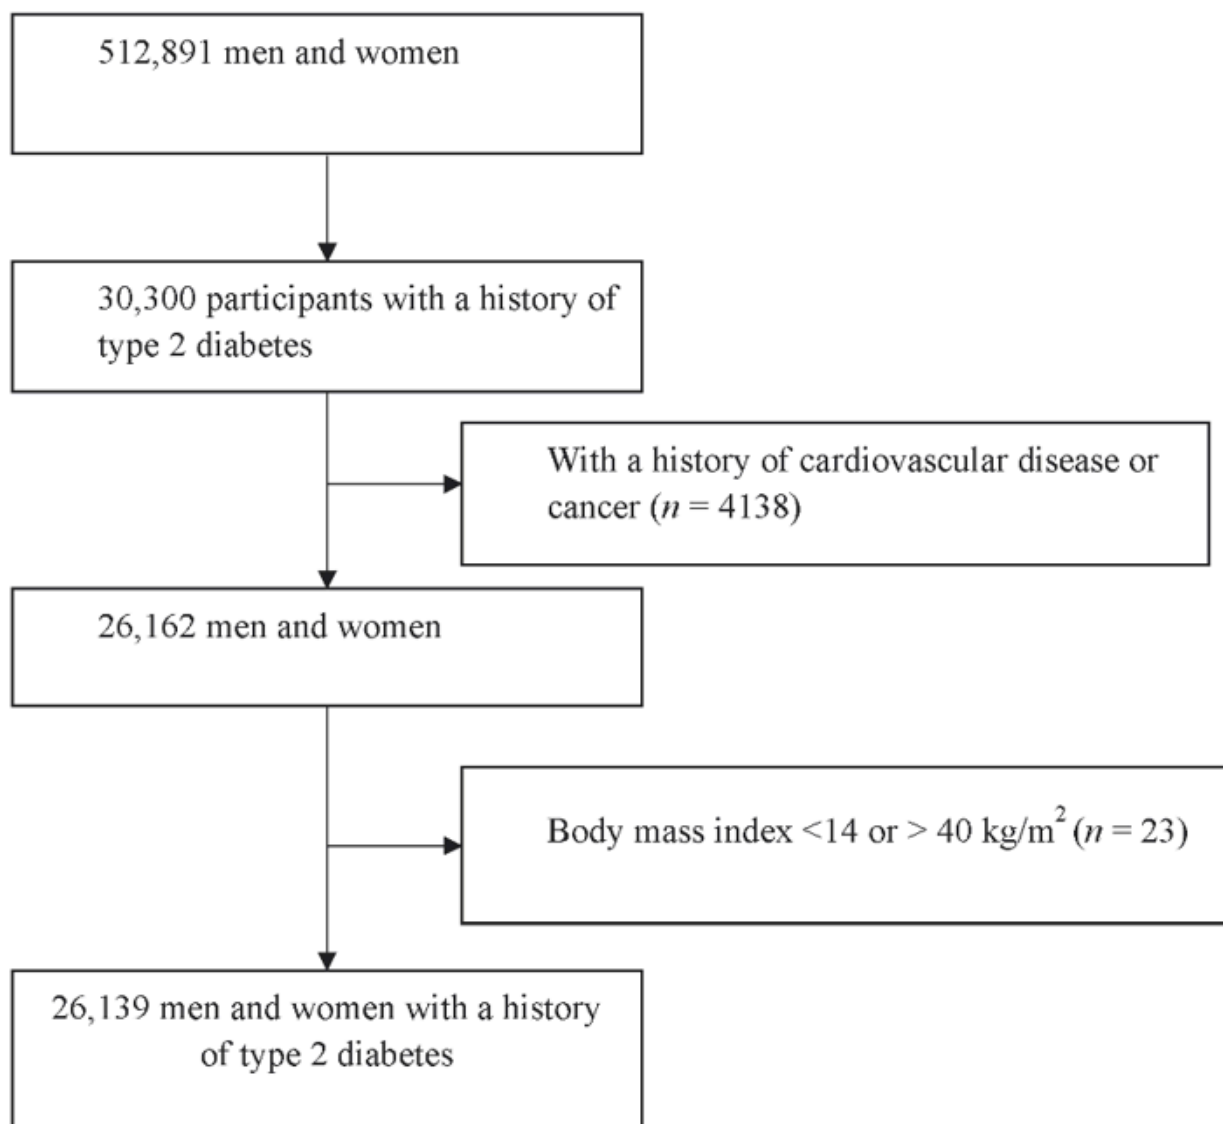 512,891 men and women
30,300 participants with a history of
type 2 diabetes
With a history of cardiovascular disease or
cancer (n = 4138)
26,162 men and women
Body mass index <14 or > 40 kg/m² (n = 23)
26,139 men and women with a history
of type 2 diabetes